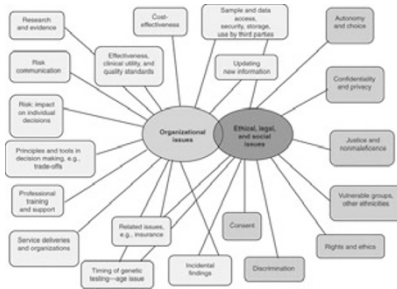 Research
and evidence
Cost-
effectiveness
Sample and data
access,
security, storage,
use by third parties
Autonomy
and choice
Risk
communication
Effectiveness,
clinical utility, and
quality standards
Updating
new information
Confidentiality
and privacy
Risk: impact
on individual
decisions
Organizational
issues
Ethical, legal,
and social
issues
Justice and
nonmaleficence
Principles and tools in
decision making, e.g.,
trade-offs
Professional
training
and support
Vulnerable groups,
other ethnicities
Related issues,
e.g., insurance
Consent
Service deliveries
and organizations
Rights and ethics
Timing of genetic
testing—age issue
Incidental
findings
Discrimination